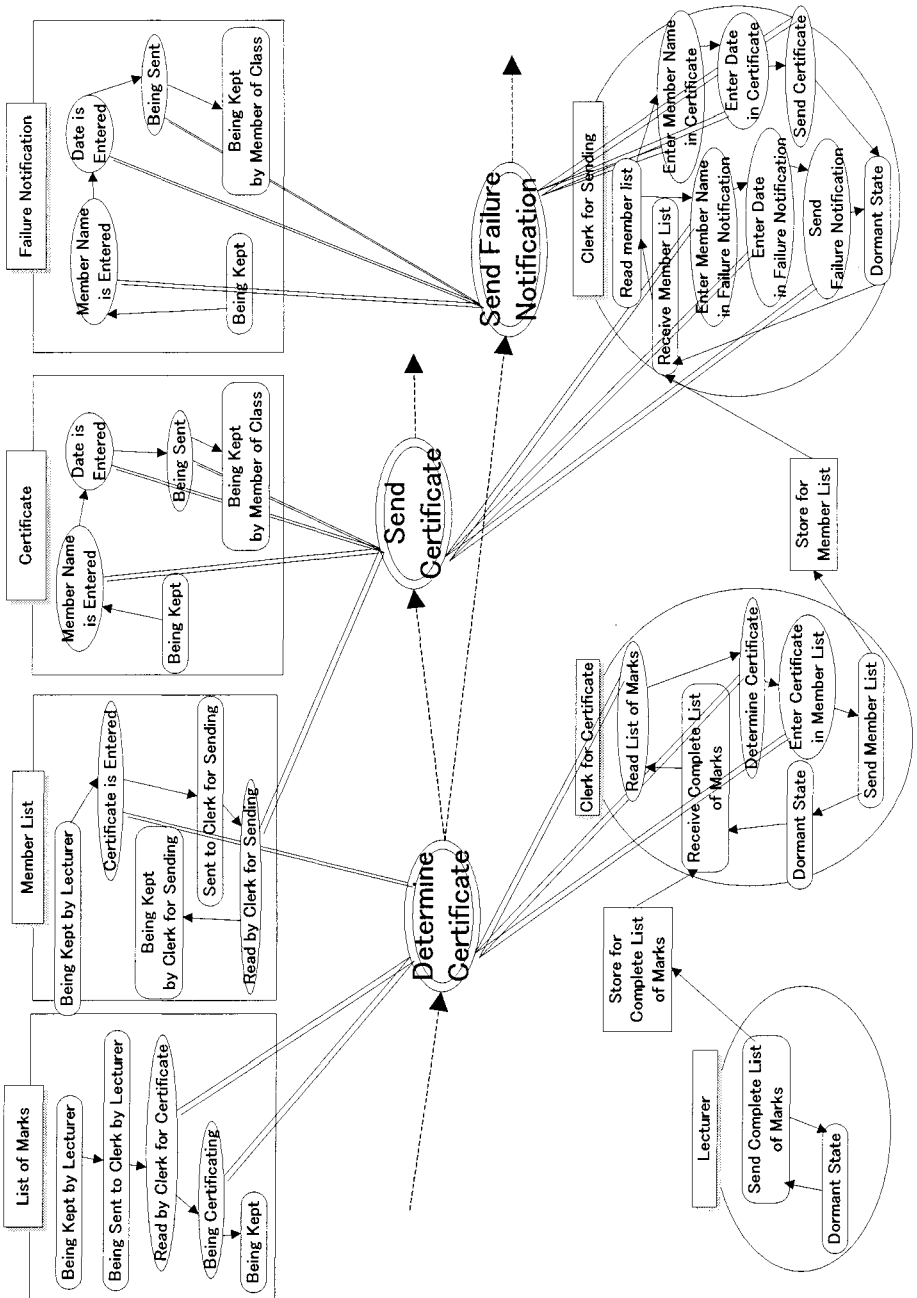 List of Marks
Being Kept by Lecturer
Being Sent to Clerk by Lecturer
Read by Clerk for Certificate
Being Certificating
Being Kept
Member List
Being Kept by Lecturer
Certificate is Entered
Being Kept
by Clerk for Sending
Sent to Clerk for Sending
Read by Clerk for Sending
Certificate
Member Name
is Entered
Date is
Entered
Being Kept
Being Sent
Being Kept
by Member of Class
Failure Notification
Member Name
is Entered
Date is
Entered
Being Kept
Being Sent
Being Kept
by Member of Class
Determine
Certificate
Send
Certificate
Send Failure
Notification
Lecturer
Send Complete List
of Marks
Dormant State
Store for
Complete List
of Marks
Clerk for Certificate
Read List of Marks
Receive Complete List
of Marks
Determine Certificate
Dormant State
Enter Certificate
in Member List
Send Member List
Store for
Member List
Clerk for Sending
Read member list
Receive Member List
Enter Member Name
in Certificate
Enter Member Name
in Failure Notification
Enter Date
in Certificate
Enter Date
in Failure Notification
Send Certificate
Send
Failure Notification
Dormant State